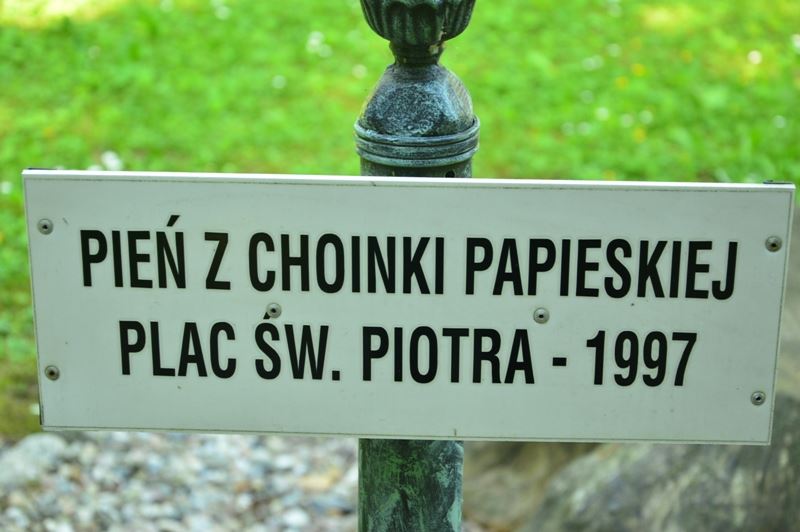 PIEŃ Z CHOINKI PAPIESKIEJ
PLAC ŚW. PIOTRA - 1997